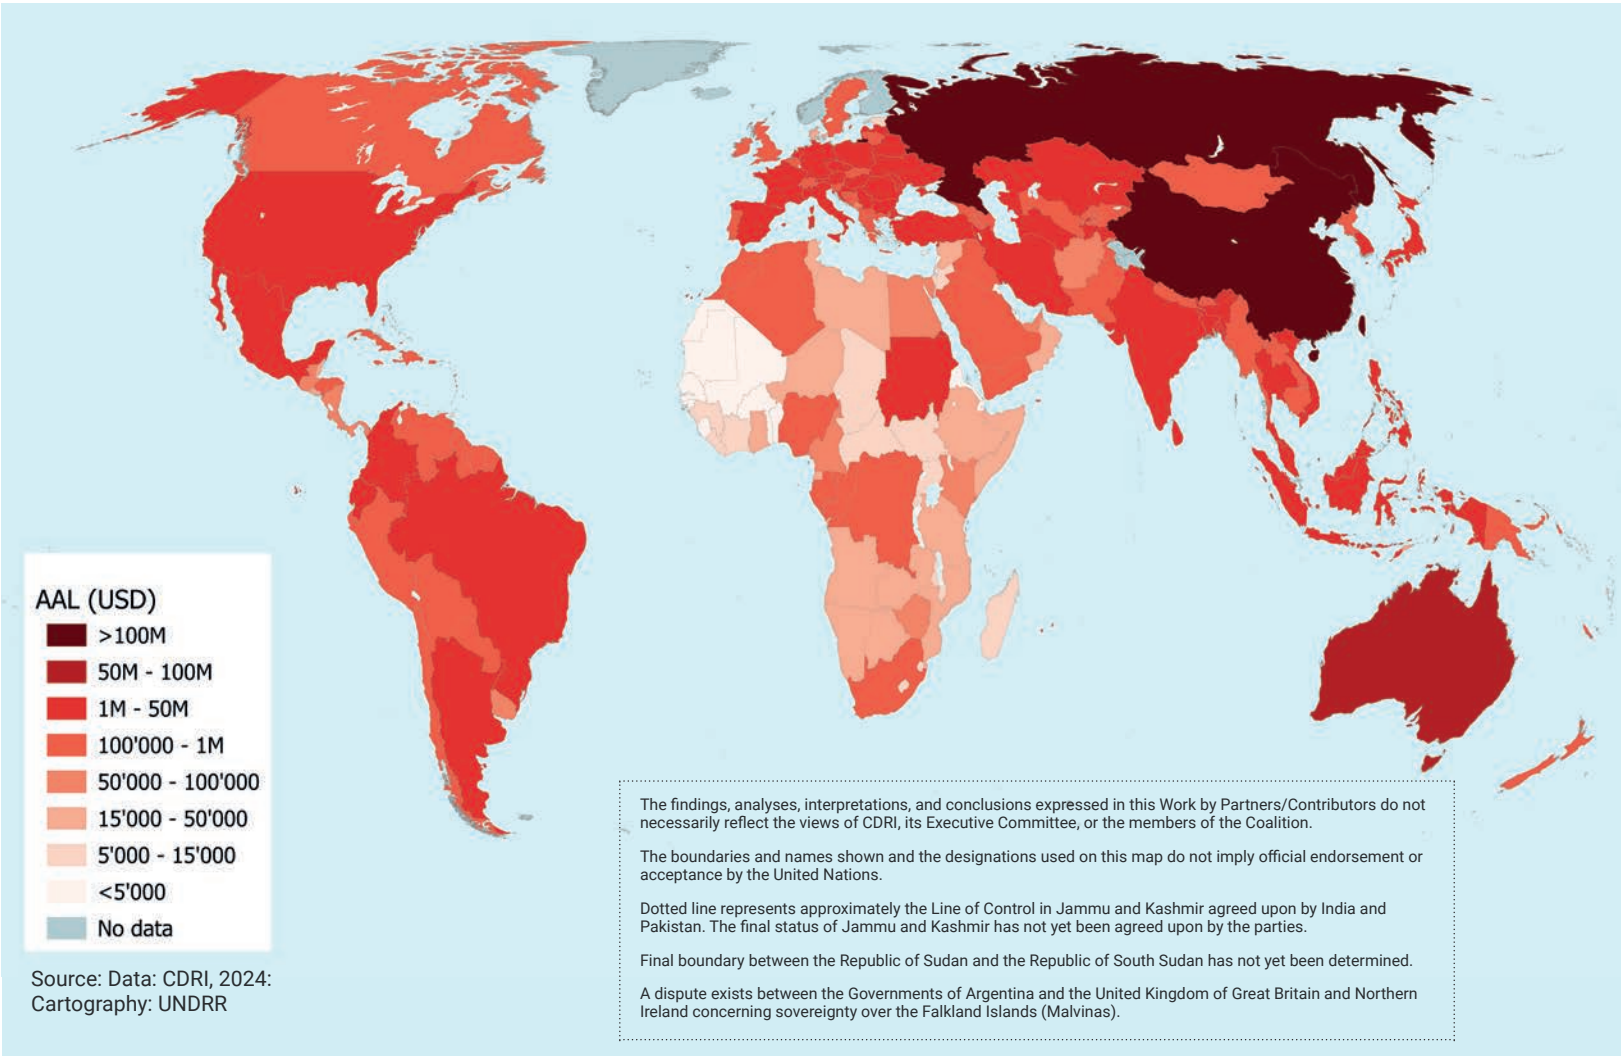 AAL (USD)
>100M
50M - 100M
1M - 50M
100'000 - 1M
50'000 - 100'000
15'000 - 50'000
5'000 - 15'000
<5'000
No data
Source: Data: CDRI, 2024:
Cartography: UNDRR
The findings, analyses, interpretations, and conclusions expressed in this Work by Partners/Contributors do not
necessarily reflect the views of CDRI, its Executive Committee, or the members of the Coalition.
The boundaries and names shown and the designations used on this map do not imply official endorsement or
acceptance by the United Nations.
Dotted line represents approximately the Line of Control in Jammu and Kashmir agreed upon by India and
Pakistan. The final status of Jammu and Kashmir has not yet been agreed upon by the parties.
Final boundary between the Republic of Sudan and the Republic of South Sudan has not yet been determined.
A dispute exists between the Governments of Argentina and the United Kingdom of Great Britain and Northern
Ireland concerning sovereignty over the Falkland Islands (Malvinas).